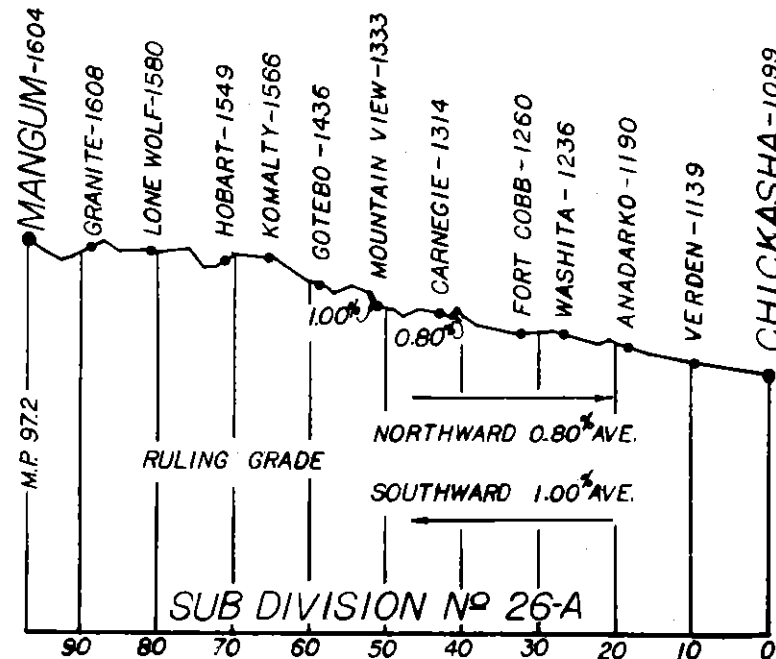 MANGUM-1604
GRANITE-1608
LONE WOLF-1580
HOBART-1549
KOMALTY-1566
GOTEBO-1436
MOUNTAIN VIEW-1333
CARNEGIE-1314
FORT COBB-1260
WASHITA-1236
ANADARKO-1190
VERDEN-1139
CHICKASHA-1099
1.00%
0.80%
M.P. 97.2
NORTHWARD 0.80% AVE.
RULING GRADE
SOUTHWARD 1.00% AVE.
SUB DIVISION Nº 26-A
90 80 70 60 50 40 30 20 10 0